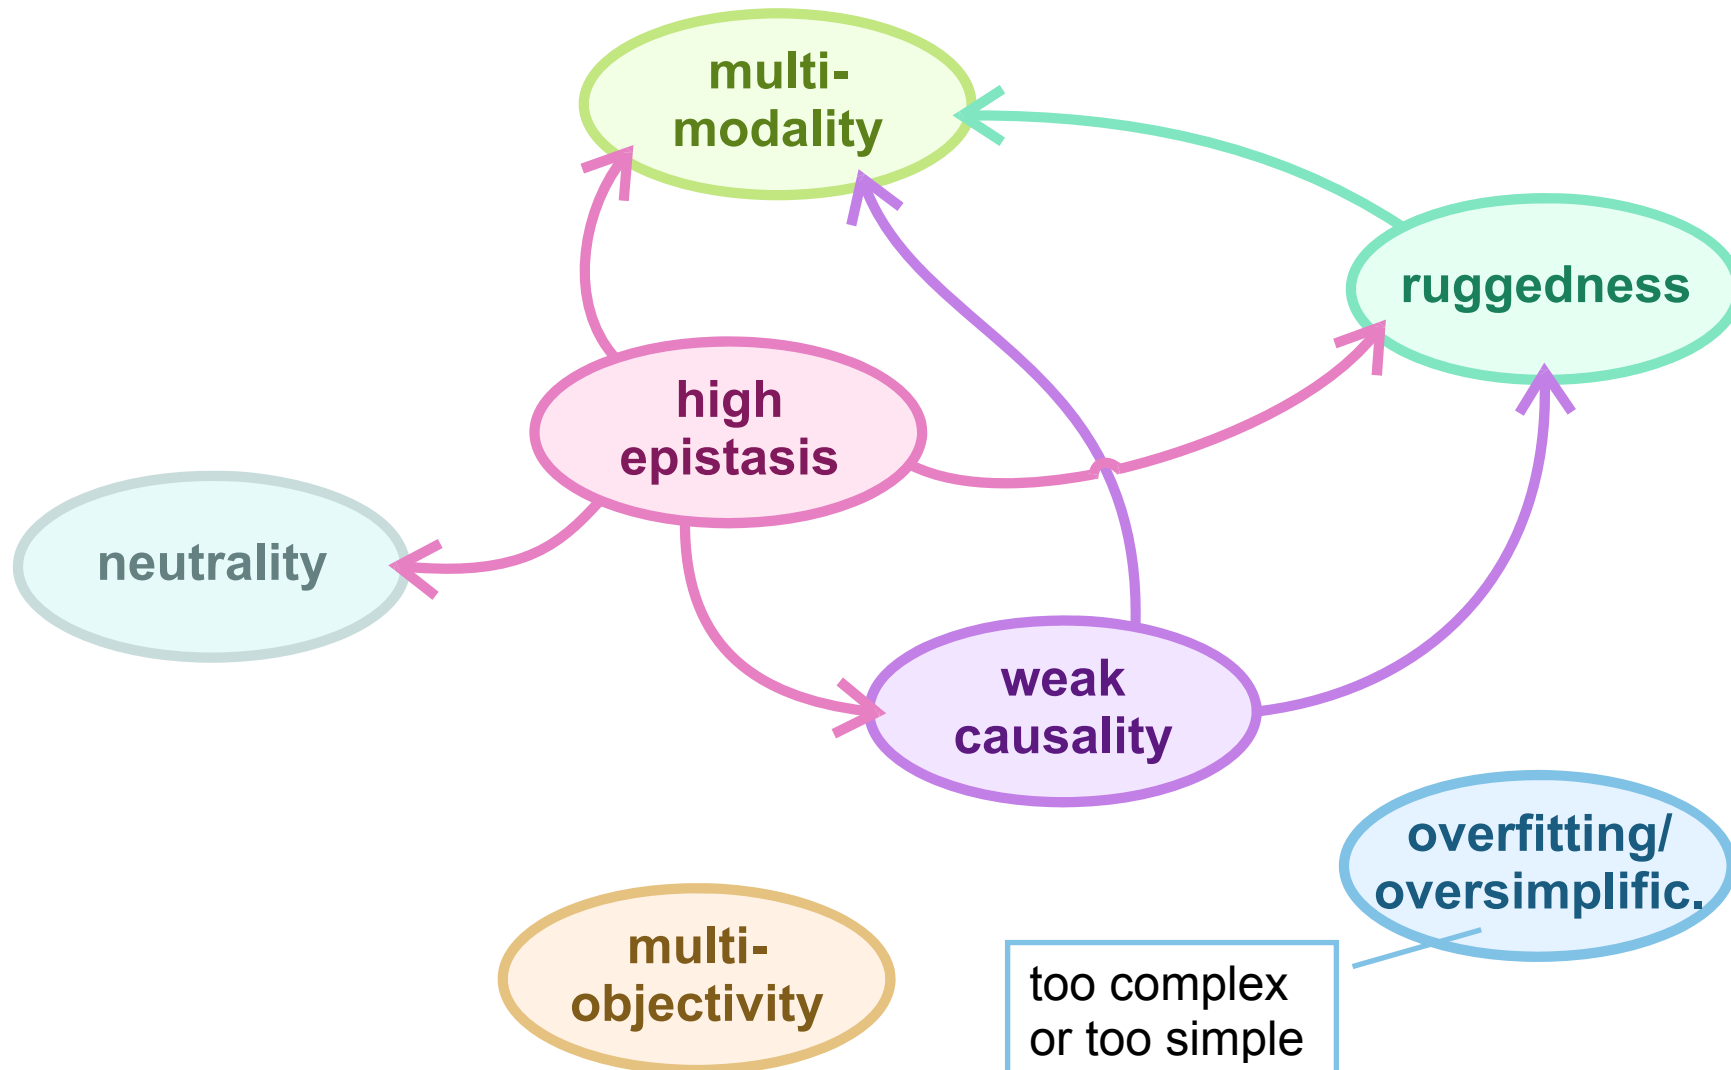 multi-
modality
ruggedness
high
epistasis
neutrality
weak
causality
overfitting/
oversimplific.
multi-
objectivity
too complex
or too simple